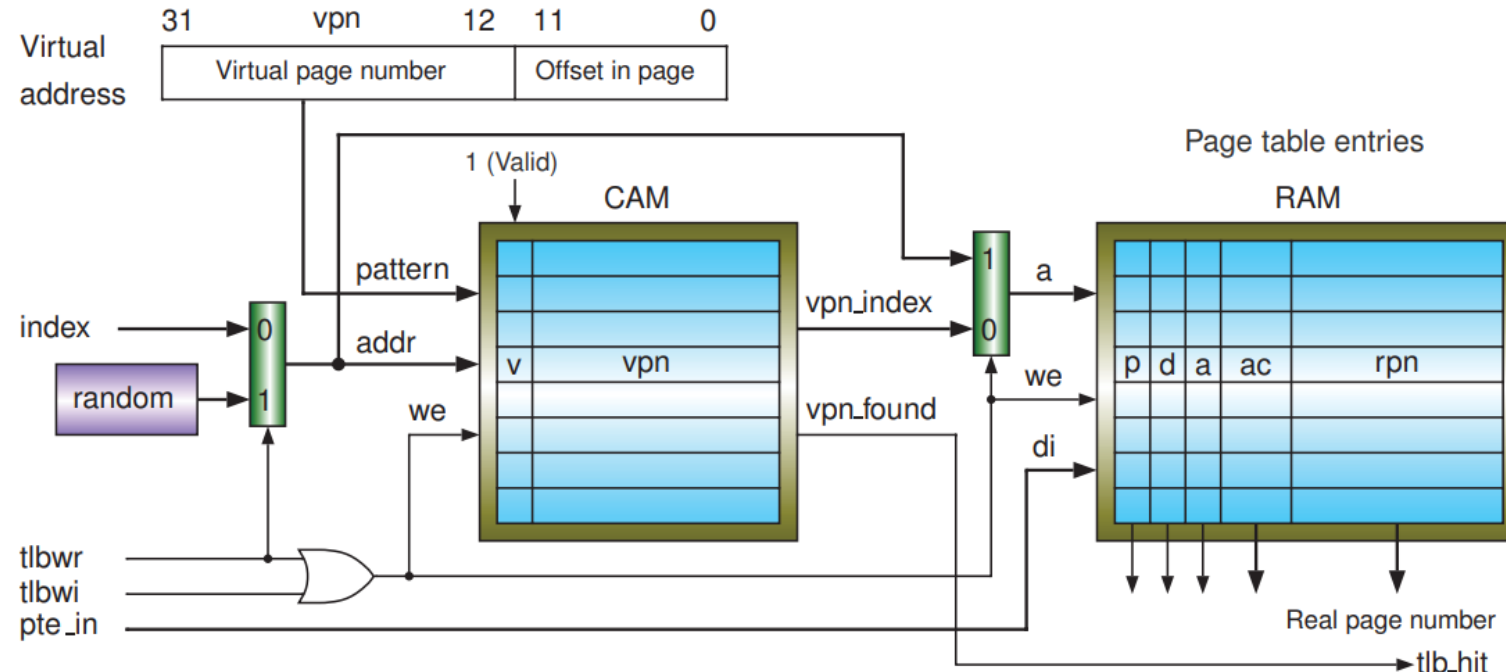 31 vpn 12 11 0
Virtual address
Virtual page number
Offset in page
Page table entries
1 (Valid)
CAM
RAM
pattern
index
0
1
random
addr
we
v
vpn
vpn_index
vpn_found
1
0
a
we
di
p d a ac rpn
tlbwr
tlbwi
pte_in
Real page number
tlb_hit